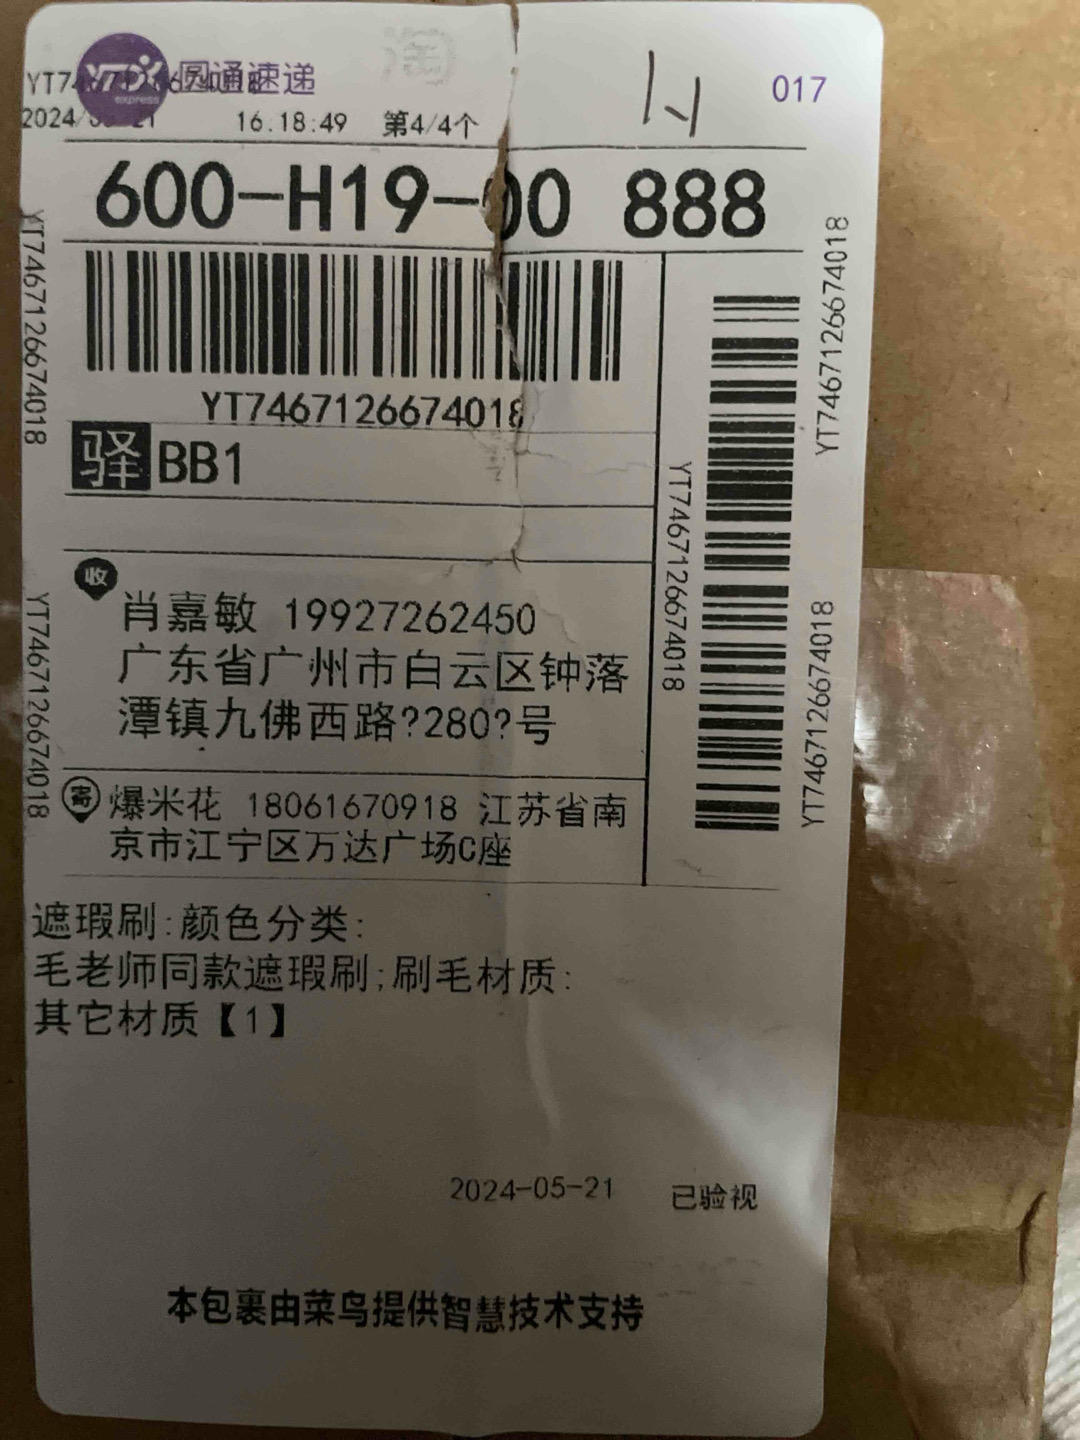 圆通速递
express
017
16.18:49 第4/4个
600-H19-00 888
YT7467126674018
驿 BB1
收
肖嘉敏 19927262450
广东省广州市白云区钟落
潭镇九佛西路?280?号
寄
爆米花 18061670918 江苏省南
京市江宁区万达广场C座
遮瑕刷:颜色分类:
毛老师同款遮瑕刷;刷毛材质:
其它材质【1】
2024-05-21 已验视
本包裹由菜鸟提供智慧技术支持
YT7467126674018
YT7467126674018
YT7467126674018
YT7467126674018
YT7467126674018